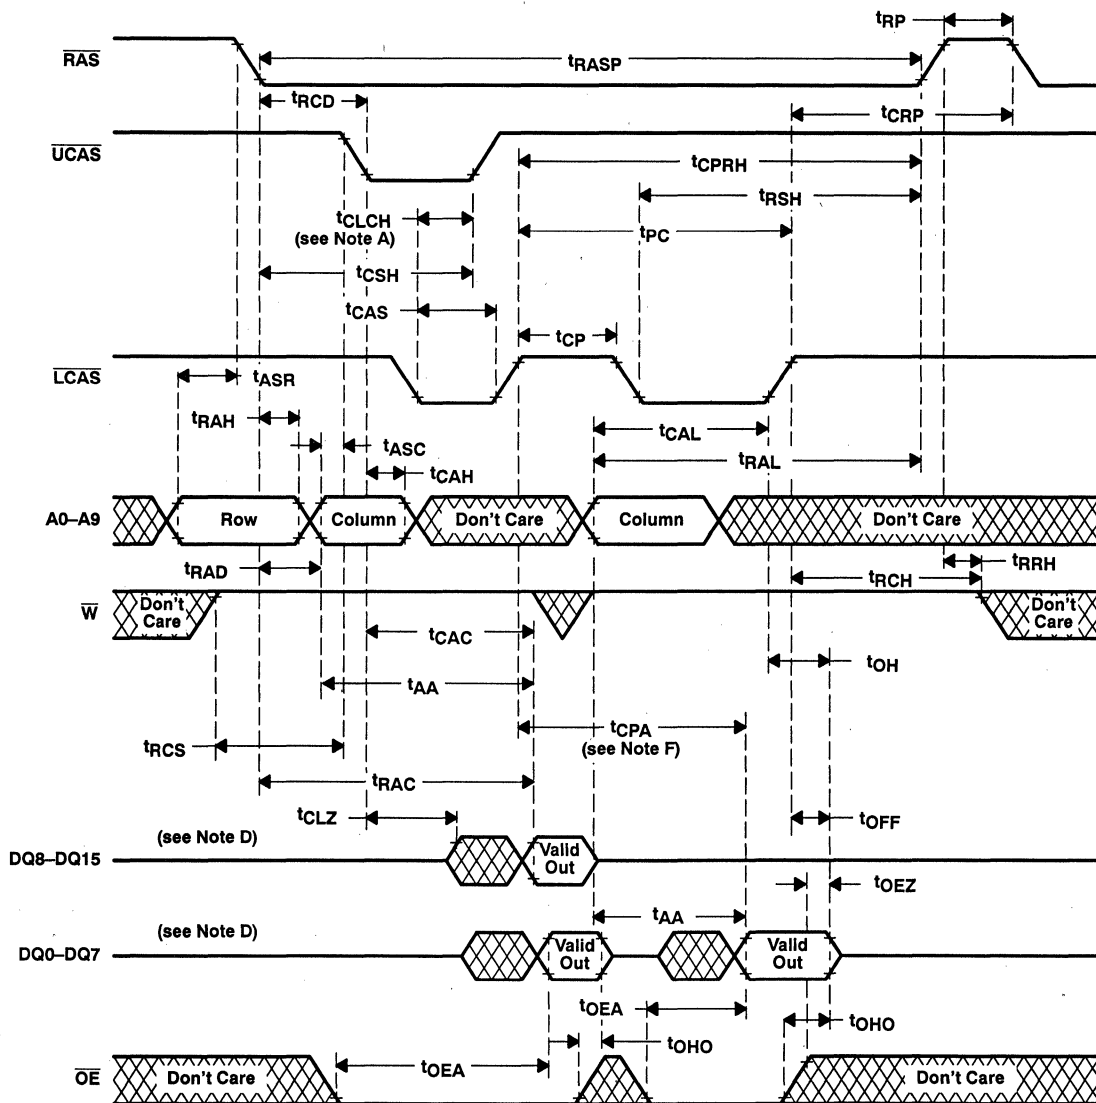 tRP
RAS
tRASP
tRCD
tCRP
UCAS
tCPRH
tRSH
tCLCH
(see Note A)
tPC
tCSH
tCAS
tCP
LCAS
tASR
tRAH
tCAL
tASC
tRAL
tCAH
A0–A9
Row
Column
Don't Care
Column
Don't Care
tRAD
tRRH
tRCH
W
Don't
Care
Don't
Care
tCAC
tOH
tAA
tCPA
(see Note F)
tRCS
tRAC
tCLZ
tOFF
(see Note D)
DQ8–DQ15
Valid
Out
tOEZ
tAA
(see Note D)
DQ0–DQ7
Valid
Out
Valid
Out
tOEA
tOHO
tOHO
tOEA
OE
Don't Care
Don't Care